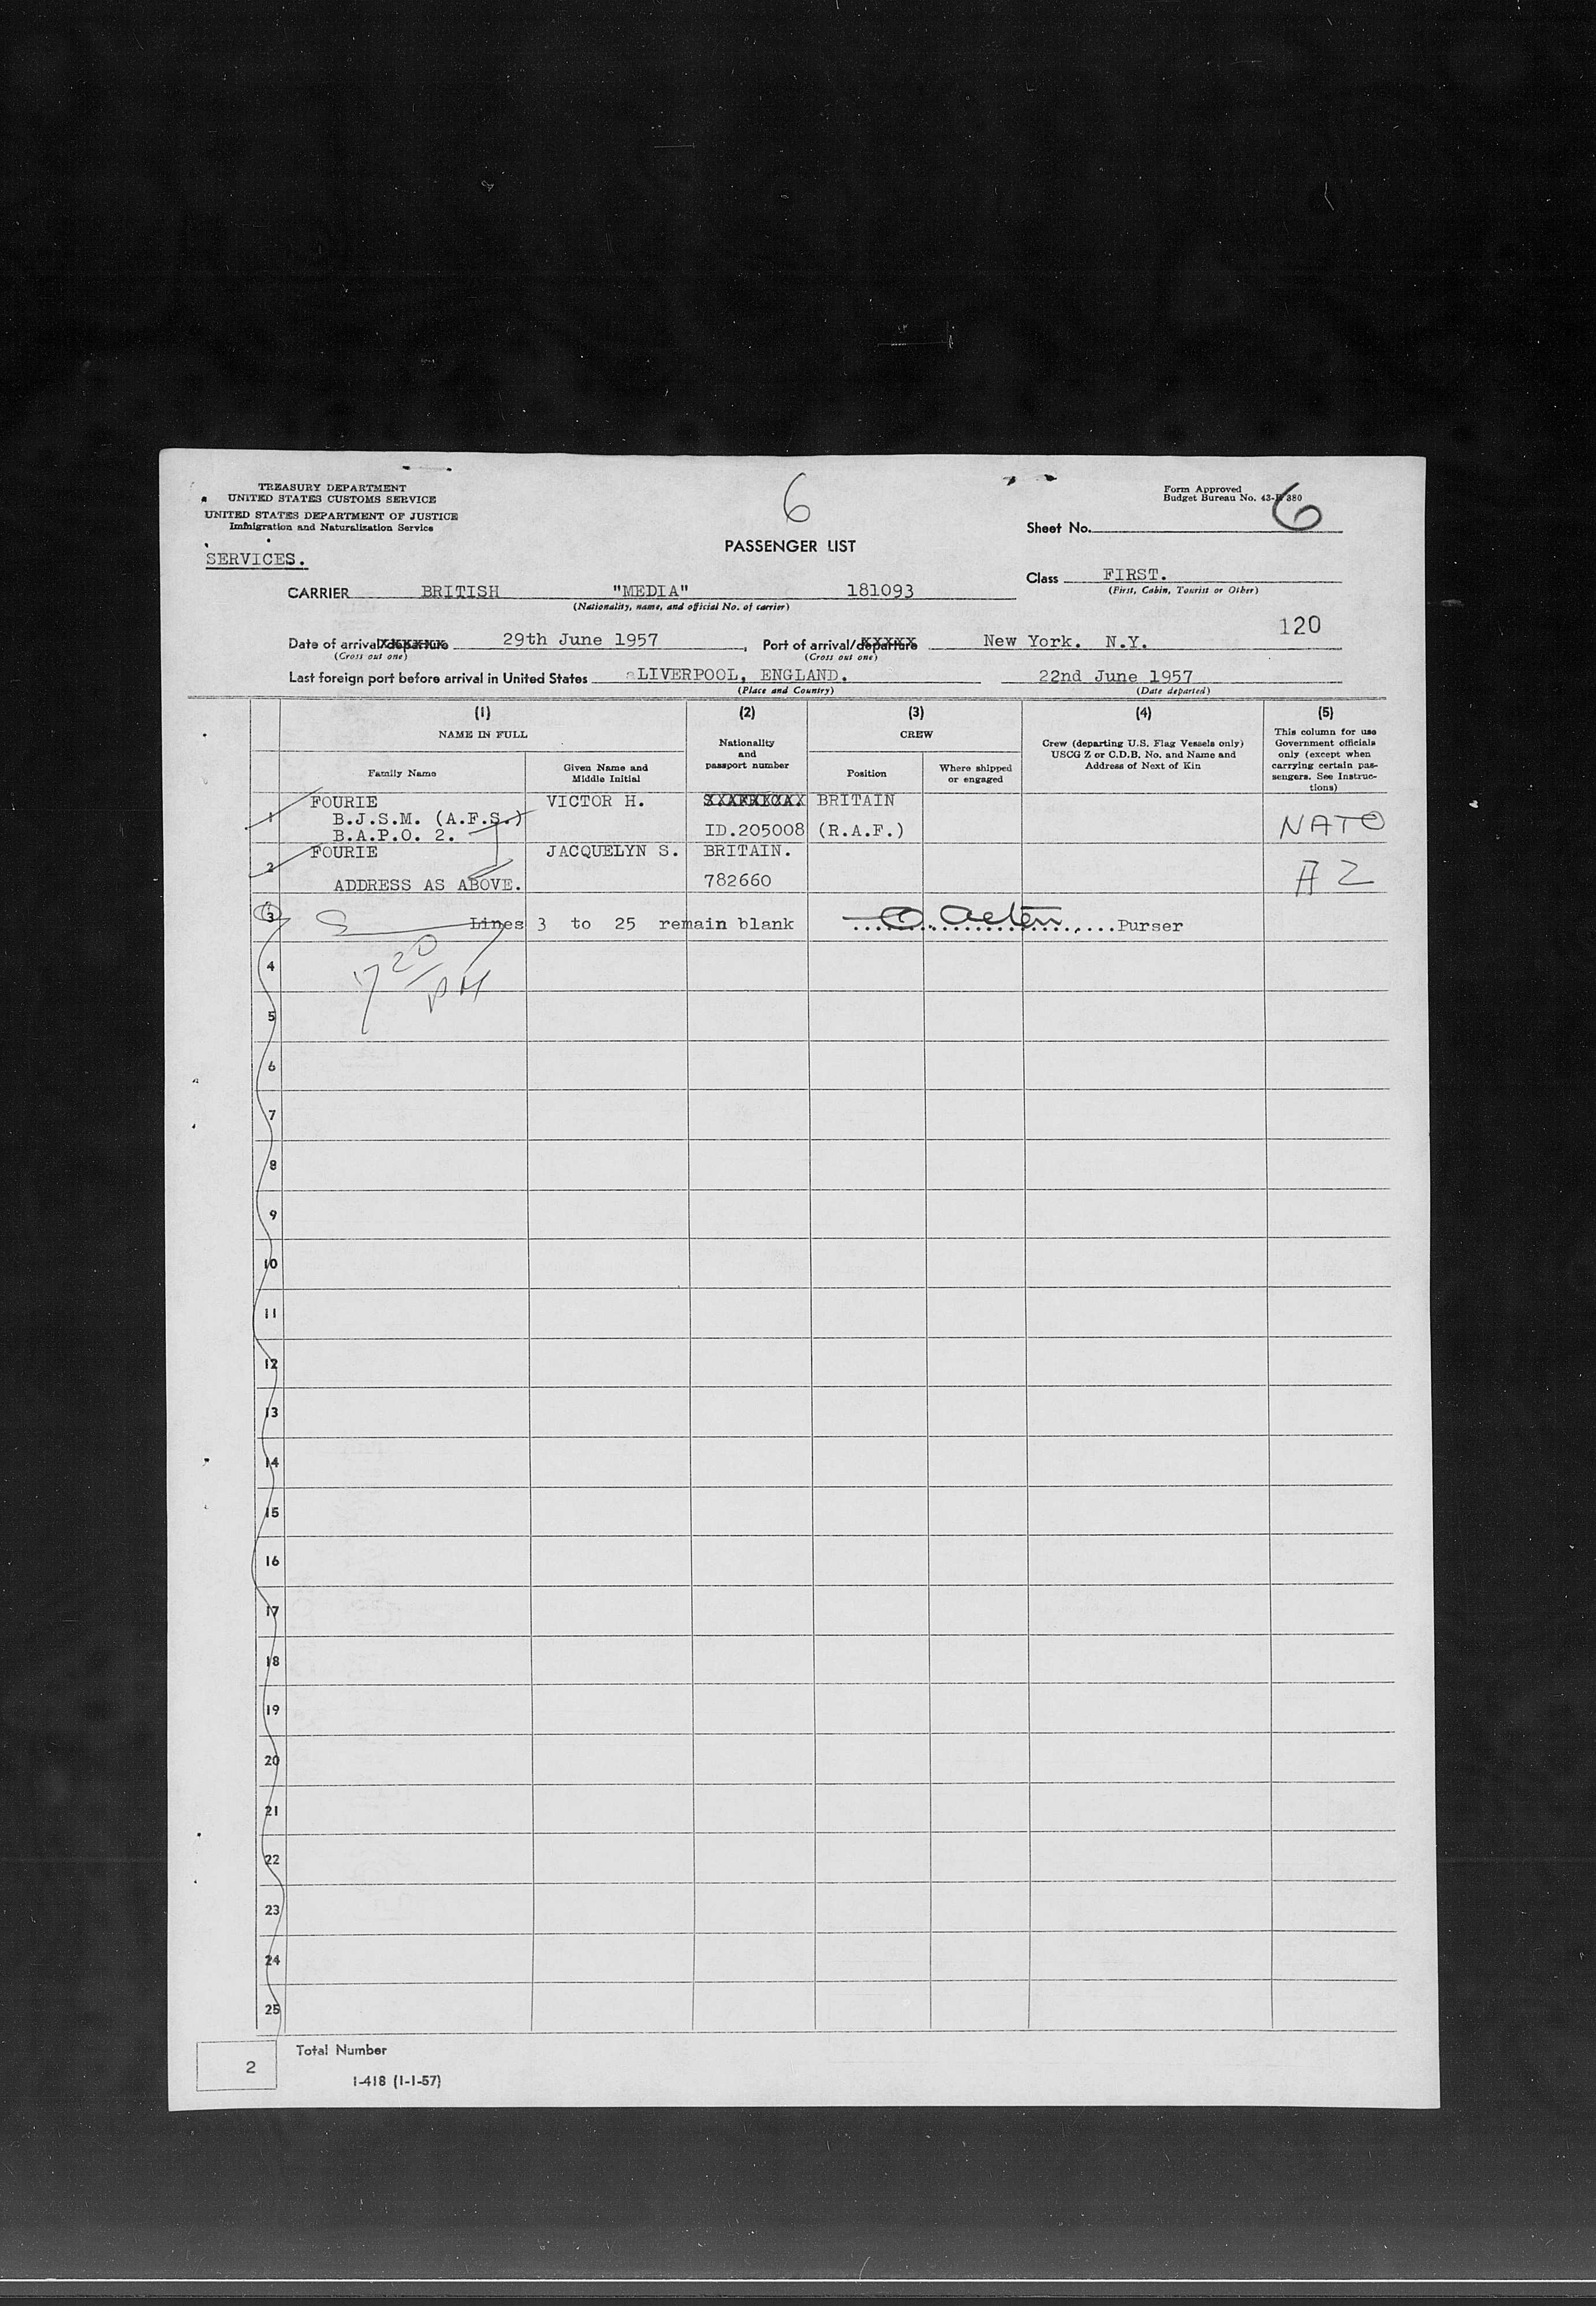 TREASURY DEPARTMENT
UNITED STATES CUSTOMS SERVICE
UNITED STATES DEPARTMENT OF JUSTICE
Immigration and Naturalization Service
SERVICES.
6
PASSENGER LIST
Form Approved
Budget Bureau No. 43-R380
Sheet No. 6
Class FIRST.
(First, Cabin, Tourist or Other)
CARRIER BRITISH "MEDIA" 181093
(Nationality, name, and official No. of carrier)
120
Date of arrival/departure 29th June 1957, Port of arrival/departure New York. N.Y.
(Cross out one) (Cross out one)
Last foreign port before arrival in United States LIVERPOOL, ENGLAND. 22nd June 1957
(Place and Country) (Date departed)
(1) (2) (3) (4) (5)
NAME IN FULL
Family Name
Given Name and
Middle Initial
Nationality
and
passport number
CREW
Position
Where shipped
or engaged
Crew (departing U.S. Flag Vessels only)
USCG Z or C.D.B. No. and Name and
Address of Next of Kin
This column for use
Government officials
only (except when
carrying certain pas-
sengers. See Instruc-
tions)
1 FOURIE VICTOR H. BRITAIN
B.J.S.M. (A.F.S.)
B.A.P.O. 2. ID.205008 (R.A.F.) NATO
2 FOURIE JACQUELYN S. BRITAIN.
ADDRESS AS ABOVE. 782660 A2
3 Lines 3 to 25 remain blank Purser
7 20 PM
4
5
6
7
8
9
10
11
12
13
14
15
16
17
18
19
20
21
22
23
24
25
2 Total Number
I-418 (1-1-57)